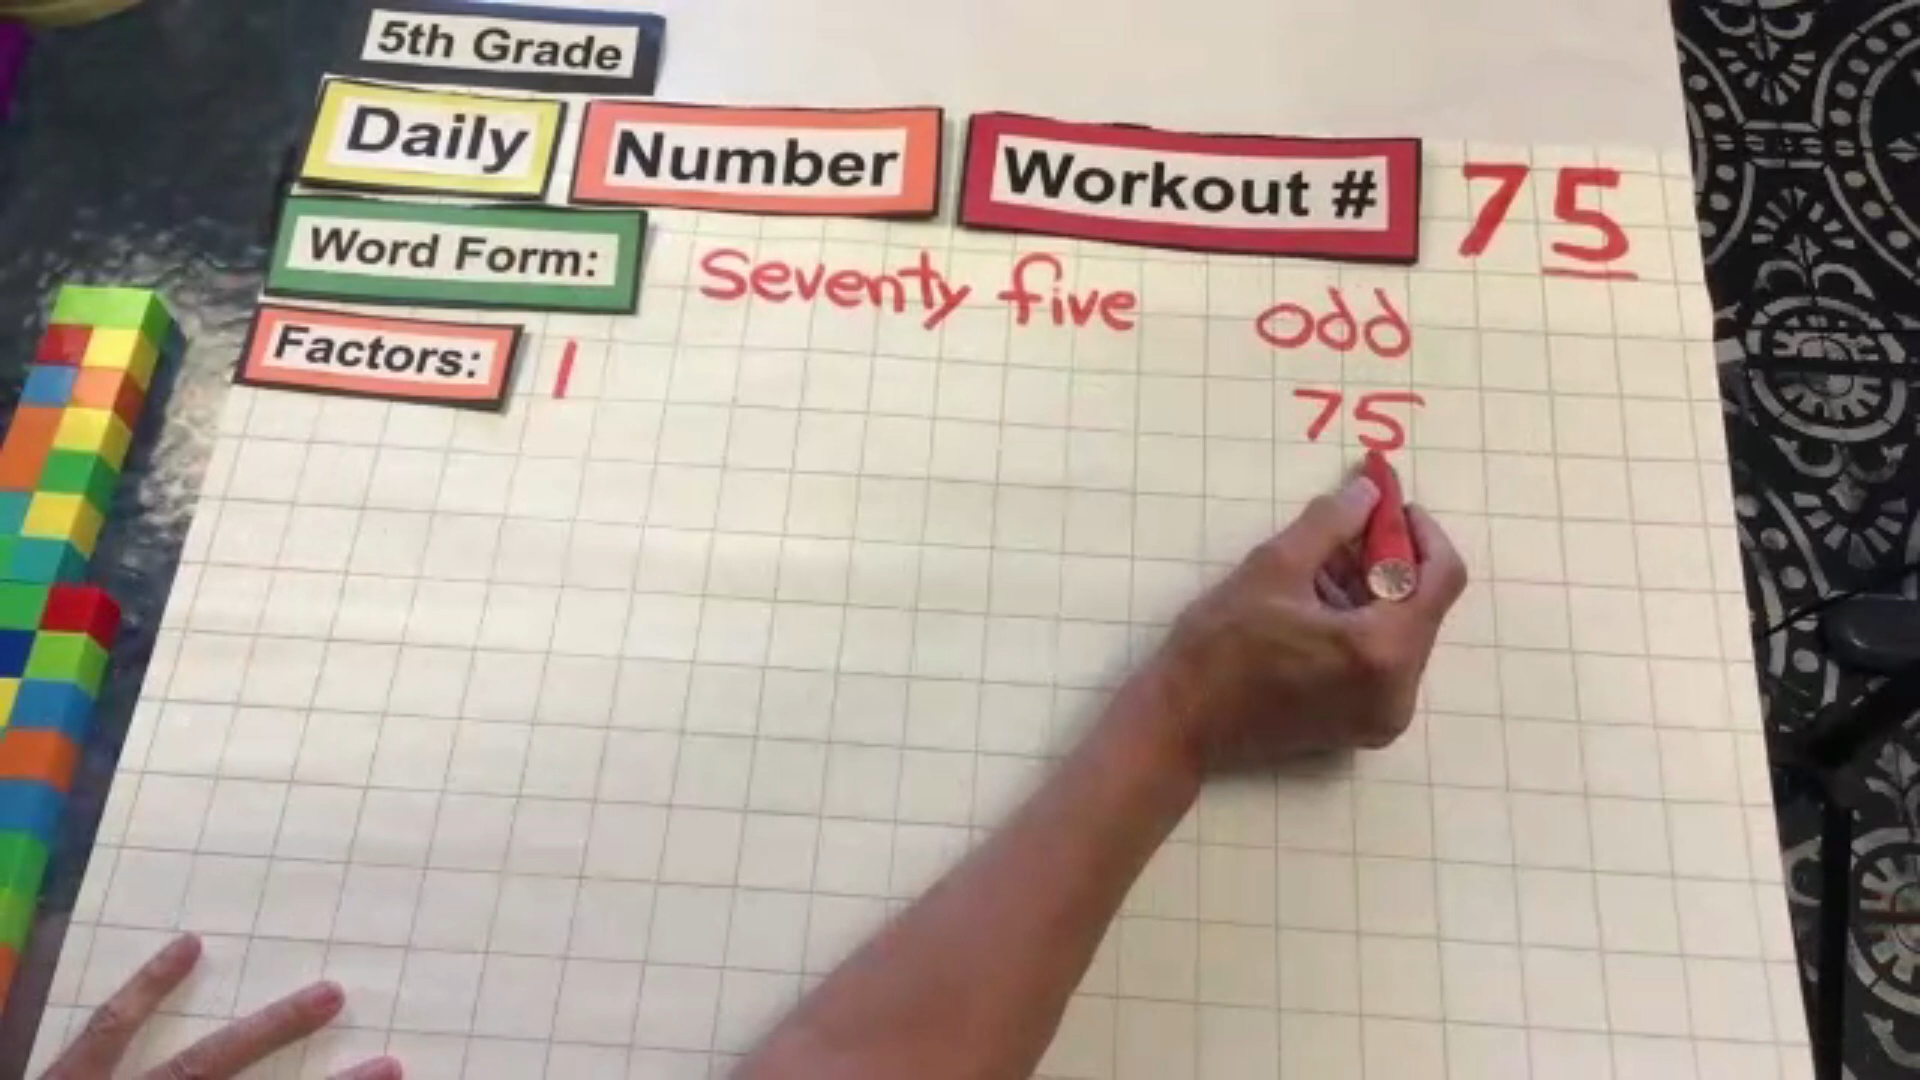 5th Grade
Daily Number Workout # 75
Word Form: Seventy five odd
Factors: 1 75